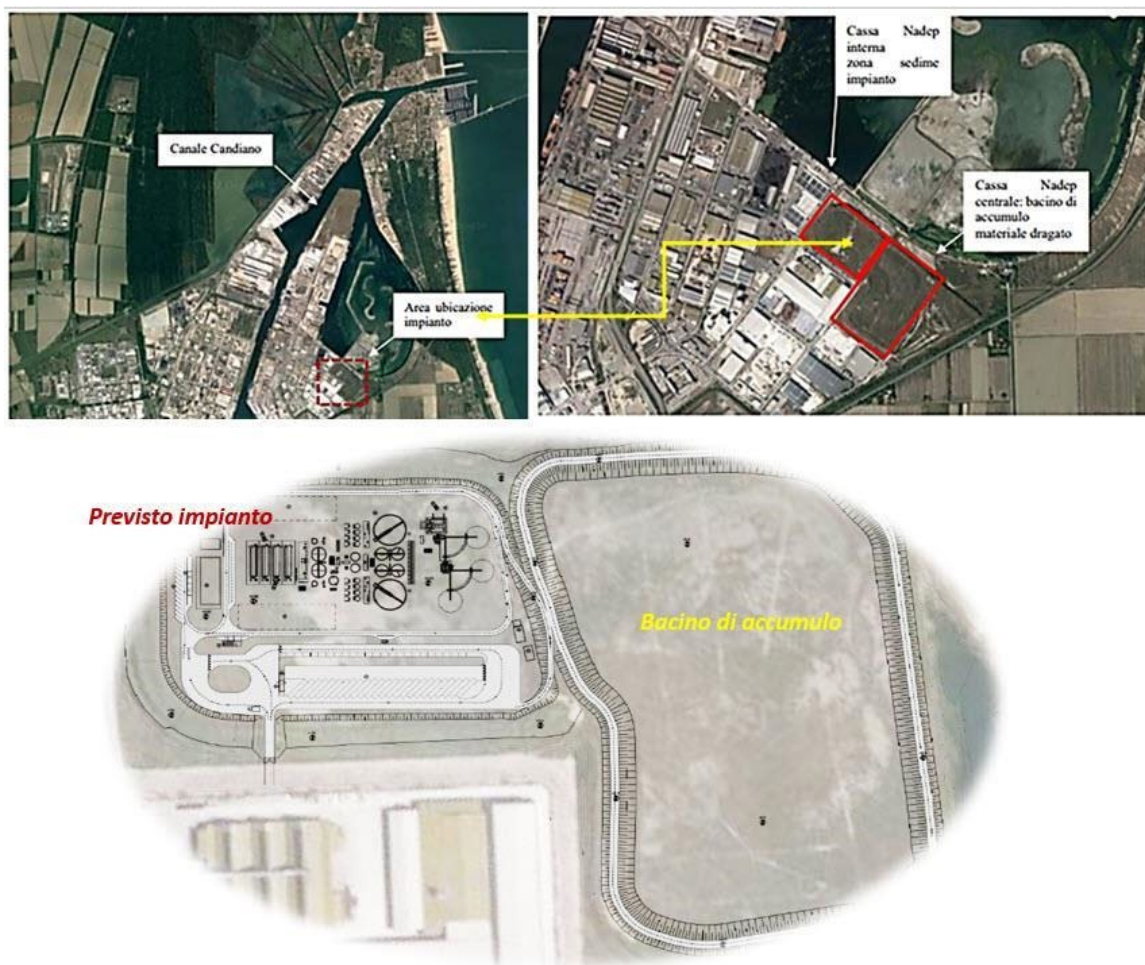 Canale Candiano
Area ubicazione
impianto
Cassa Nadep
interna
zona sedime
impianto
Cassa Nadep
centrale: bacino di
accumulo
materiale dragato
Previsto impianto
Bacino di accumulo